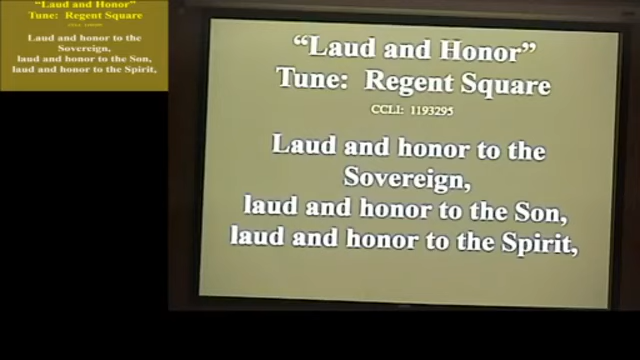 “Laud and Honor”
Tune: Regent Square
Laud and honor to the
Sovereign,
laud and honor to the Son,
laud and honor to the Spirit,
“Laud and Honor”
Tune: Regent Square
CCLI: 1193295
Laud and honor to the
Sovereign,
laud and honor to the Son,
laud and honor to the Spirit,